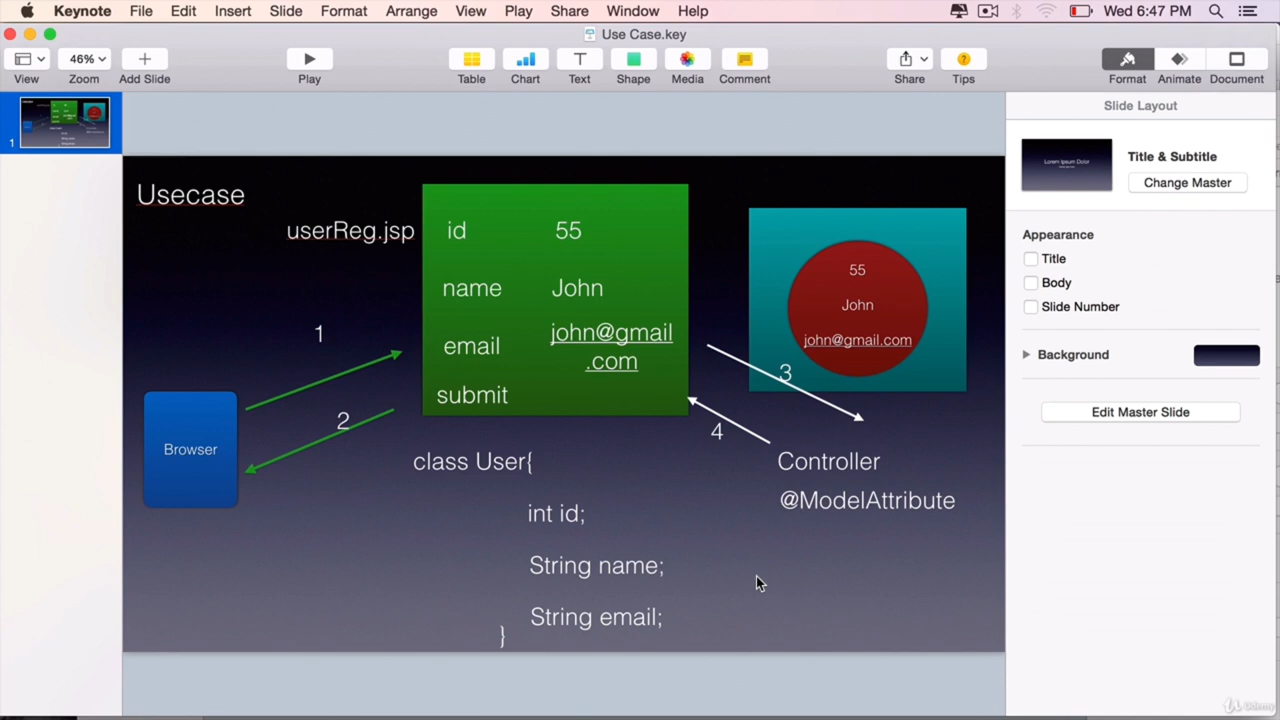 Keynote File Edit Insert Slide Format Arrange View Play Share Window Help Wed 6:47 PM
Use Case.key
46%
View Zoom Add Slide Play Table Chart Text Shape Media Comment Share Tips Format Animate Document
1
Slide Layout
Lorem Ipsum Dolor
Title & Subtitle
Change Master
Appearance
Title
Body
Slide Number
Background
Edit Master Slide
Usecase
userReg.jsp
id 55
name John
email john@gmail
.com
submit
55
John
john@gmail.com
1
2
3
4
Browser
class User{
int id;
String name;
String email;
}
Controller
@ModelAttribute
Udemy